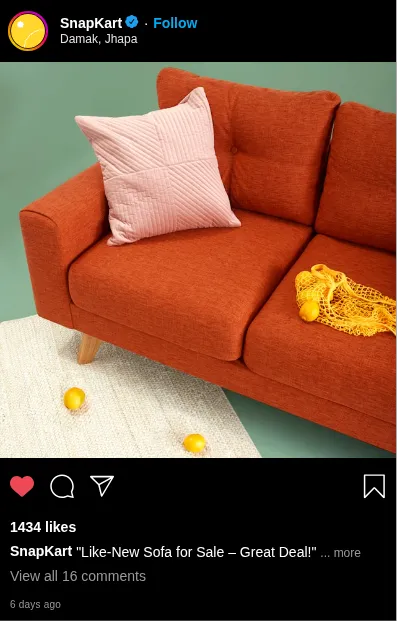 SnapKart · Follow
Damak, Jhapa
1434 likes
SnapKart "Like-New Sofa for Sale – Great Deal!" ... more
View all 16 comments
6 days ago